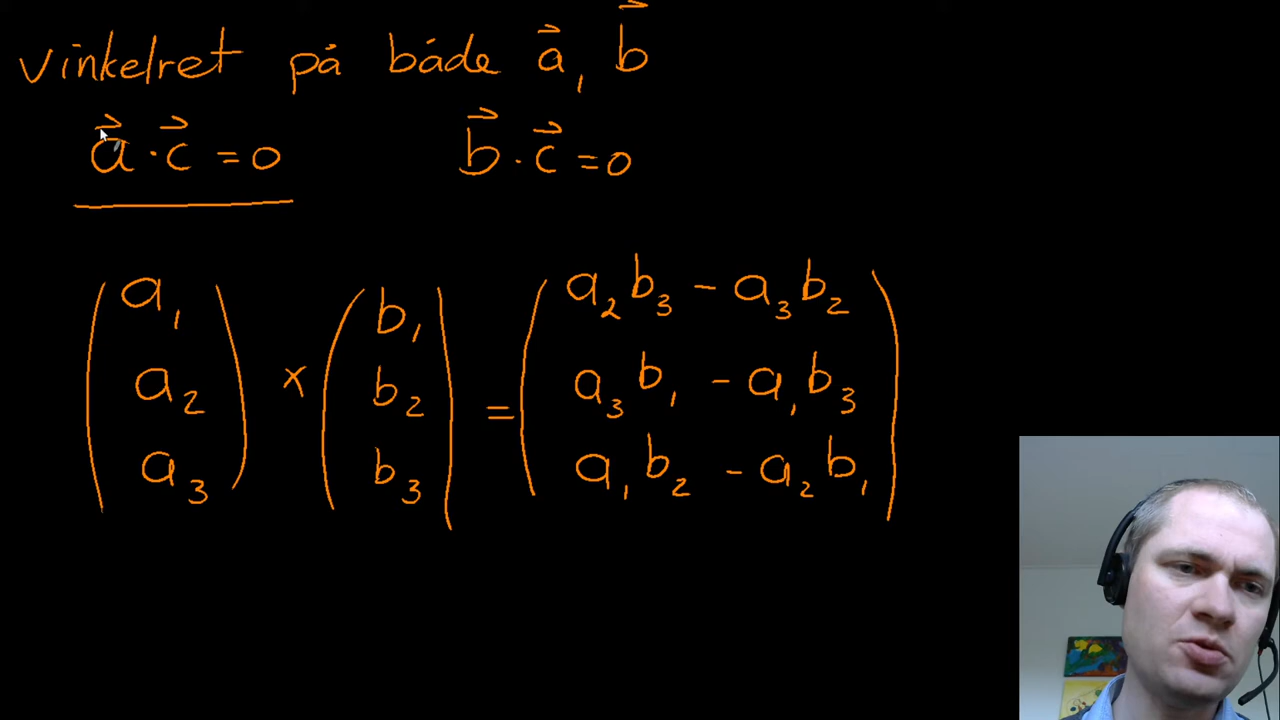 vinkelret på både a⃗, b⃗
a⃗ · c⃗ = 0    b⃗ · c⃗ = 0
(a₁ a₂ a₃) × (b₁ b₂ b₃) = (a₂b₃ - a₃b₂
a₃b₁ - a₁b₃
a₁b₂ - a₂b₁)